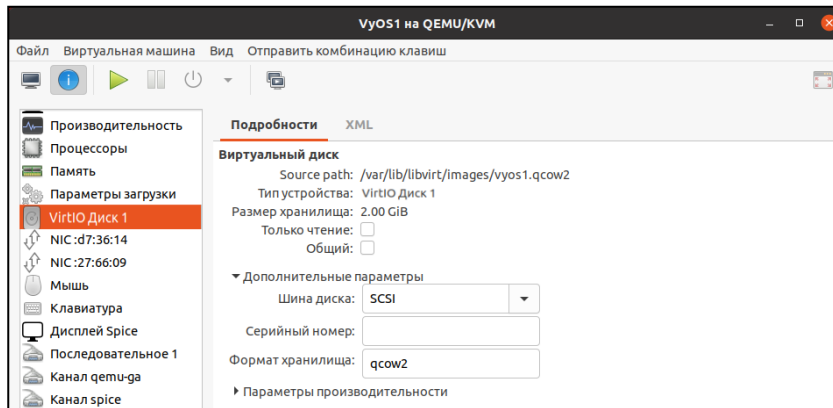 VyOS1 на QEMU/KVM
Файл Виртуальная машина Вид Отправить комбинацию клавиш
Производительность
Процессоры
Память
Параметры загрузки
VirtIO Диск 1
NIC :d7:36:14
NIC :27:66:09
Мышь
Клавиатура
Дисплей Spice
Последовательное 1
Канал qemu-ga
Канал spice
Подробности XML
Виртуальный диск
Source path: /var/lib/libvirt/images/vyos1.qcow2
Тип устройства: VirtIO Диск 1
Размер хранилища: 2.00 GiB
Только чтение:
Общий:
Дополнительные параметры
Шина диска: SCSI
Серийный номер:
Формат хранилища: qcow2
Параметры производительности